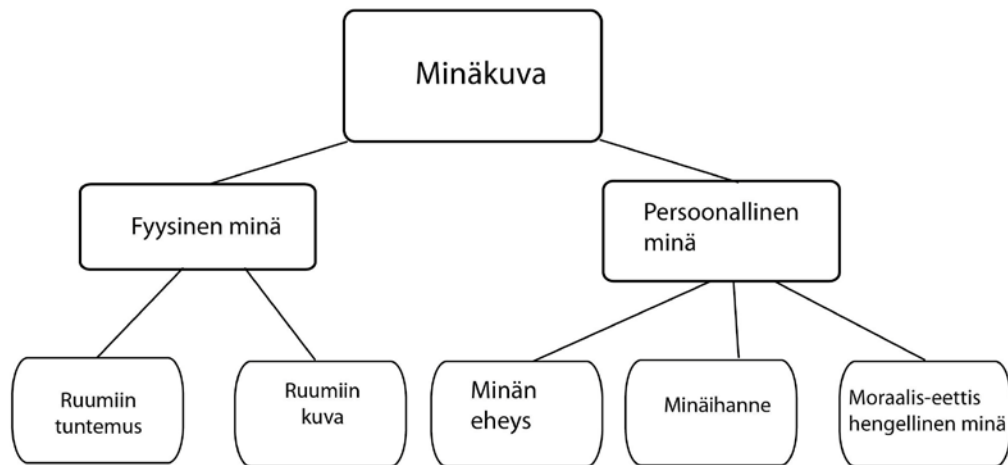 Minäkuva
Fyysinen minä
Persoonallinen
minä
Ruumiin
tuntemus
Ruumiin
kuva
Minän
eheys
Minäihanne
Moraalis-eettis
hengellinen minä